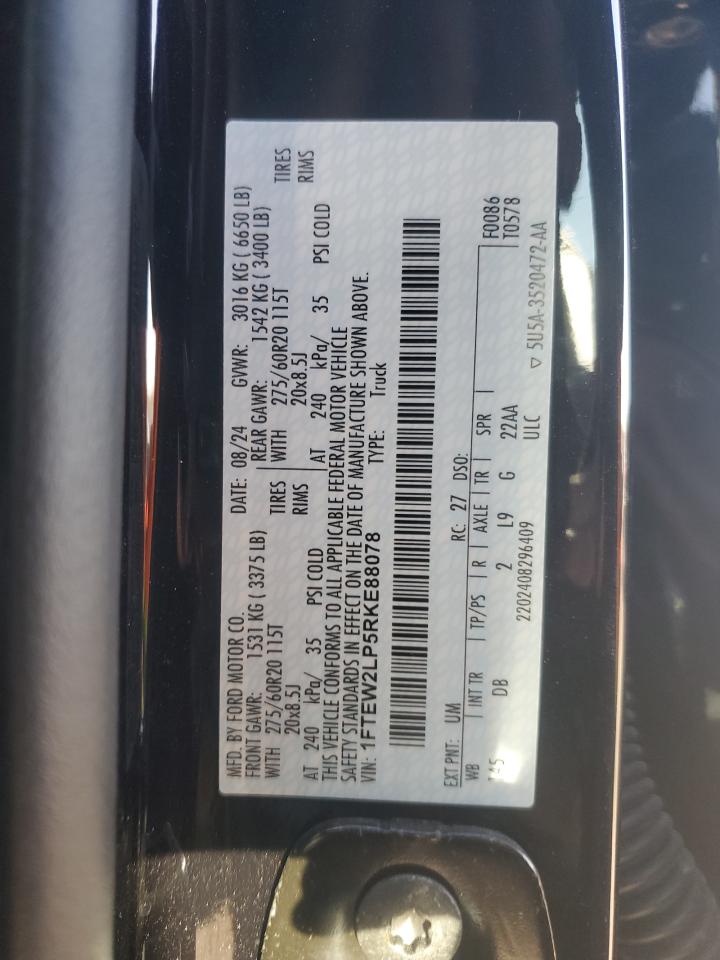 MFD. BY FORD MOTOR CO.
DATE: 08/24 GVWR: 3016 KG ( 6650 LB)
FRONT GAWR: 1531 KG ( 3375 LB) REAR GAWR: 1542 KG ( 3400 LB)
WITH 275/60R20 115T TIRES WITH 275/60R20 115T TIRES
20x8.5J RIMS 20x8.5J RIMS
AT 240 kPa/ 35 PSI COLD AT 240 kPa/ 35 PSI COLD
THIS VEHICLE CONFORMS TO ALL APPLICABLE FEDERAL MOTOR VEHICLE
SAFETY STANDARDS IN EFFECT ON THE DATE OF MANUFACTURE SHOWN ABOVE.
VIN: 1FTEW2LP5RKE88078 TYPE: Truck
EXT PNT: UM RC: 27 DSO:
WB INT TR TP/PS R AXLE TR SPR F0086
145 DB 2 L9 G 22AA T0578
2202408296409 ULC
▽ 5U5A-3520472-AA